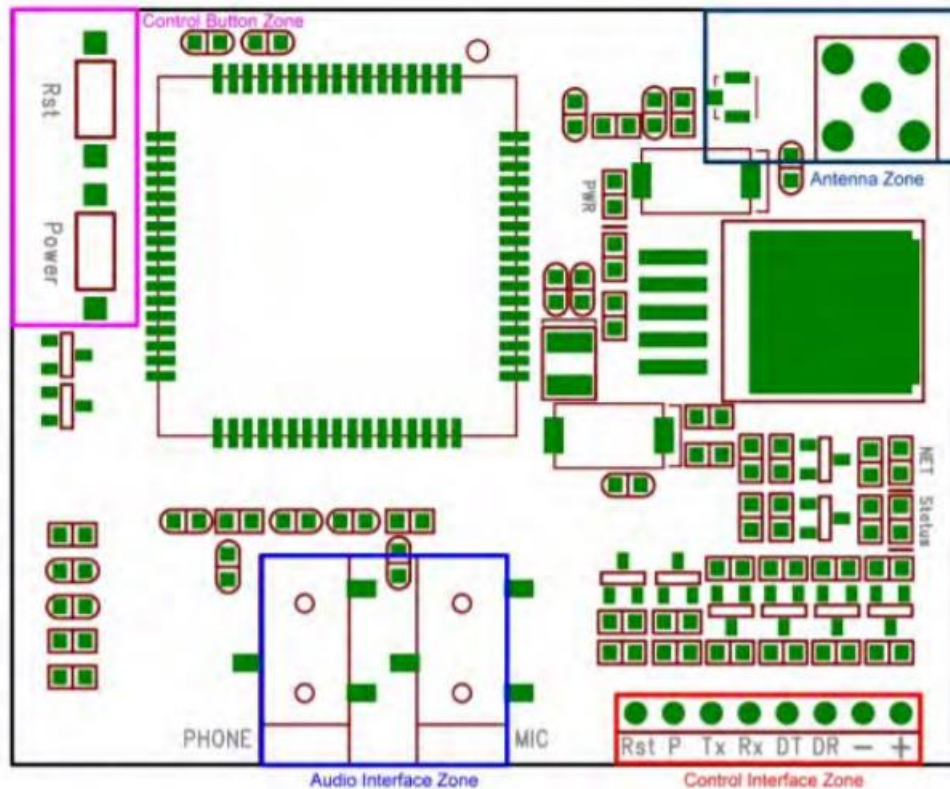 Control Button Zone
Rst
Power
PWR
Antenna Zone
NET
Stetus
PHONE
MIC
Rst P Tx Rx DT DR − +
Audio Interface Zone
Control Interface Zone